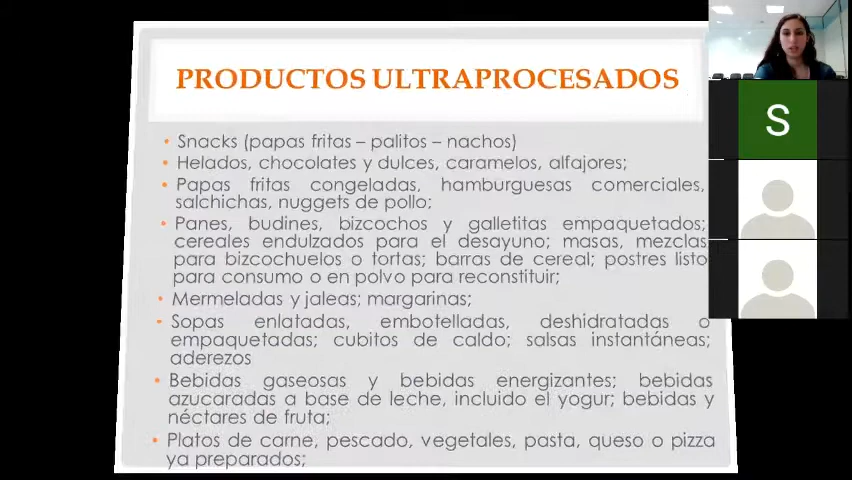 PRODUCTOS ULTRAPROCESADOS
• Snacks (papas fritas – palitos – nachos)
• Helados, chocolates y dulces, caramelos, alfajores;
• Papas fritas congeladas, hamburguesas comerciales,
salchichas, nuggets de pollo;
• Panes, budines, bizcochos y galletitas empaquetados;
cereales endulzados para el desayuno; masas, mezclas
para bizcochuelos o tortas; barras de cereal; postres listo
para consumo o en polvo para reconstituir;
• Mermeladas y jaleas; margarinas;
• Sopas enlatadas, embotelladas, deshidratadas o
empaquetadas; cubitos de caldo; salsas instantáneas;
aderezos
• Bebidas gaseosas y bebidas energizantes; bebidas
azucaradas a base de leche, incluido el yogur; bebidas y
néctares de fruta;
• Platos de carne, pescado, vegetales, pasta, queso o pizza
ya preparados;
S